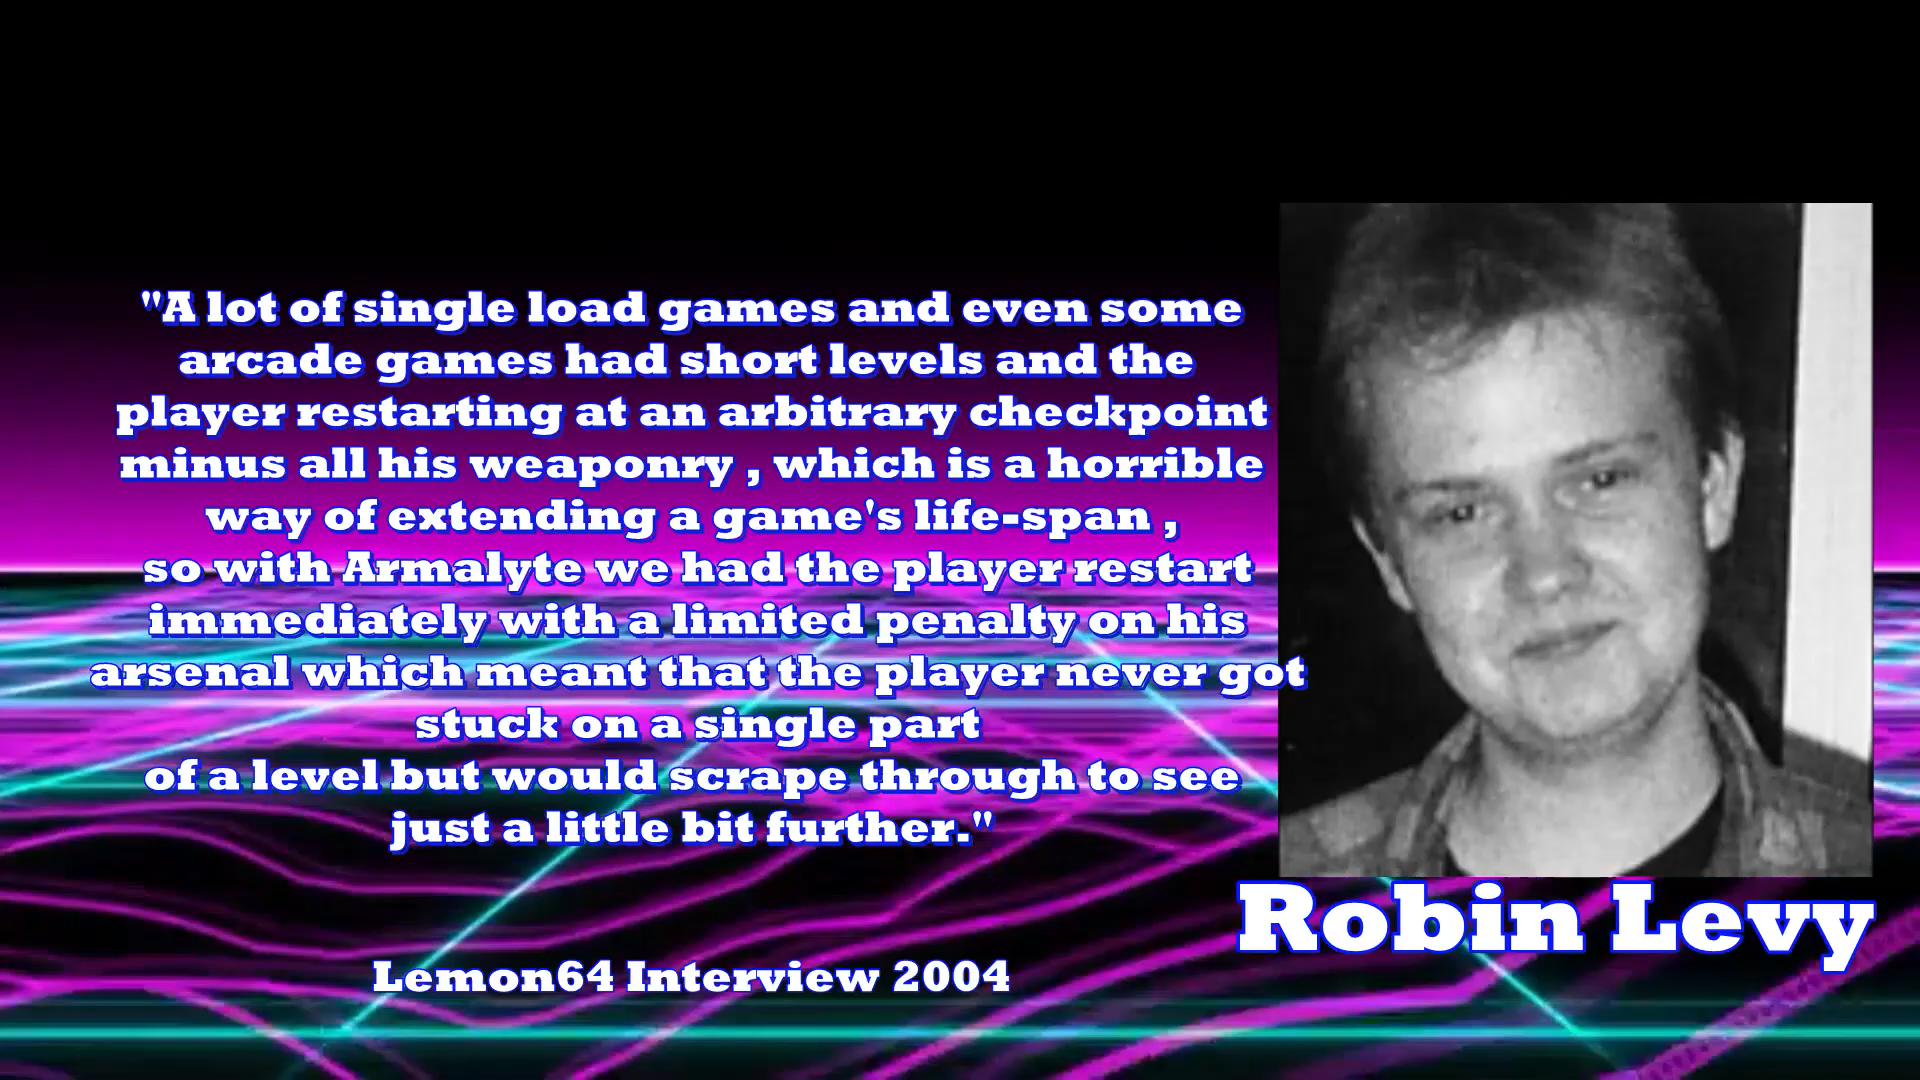 "A lot of single load games and even some
arcade games had short levels and the
player restarting at an arbitrary checkpoint
minus all his weaponry , which is a horrible
way of extending a game's life-span ,
so with Armalyte we had the player restart
immediately with a limited penalty on his
arsenal which meant that the player never got
stuck on a single part
of a level but would scrape through to see
just a little bit further."
Robin Levy
Lemon64 Interview 2004